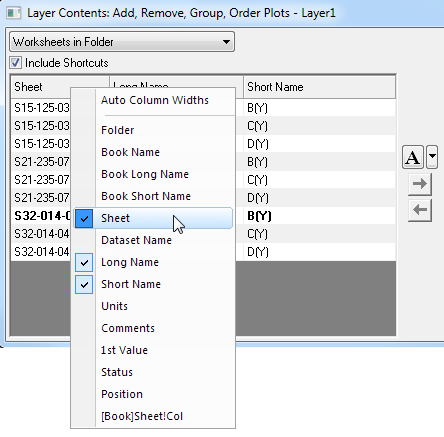 Layer Contents: Add, Remove, Group, Order Plots - Layer1
Worksheets in Folder
Include Shortcuts
Sheet Long Name Short Name
S15-125-03 B(Y)
S15-125-03 C(Y)
S15-125-03 D(Y)
S21-235-07 B(Y)
S21-235-07 C(Y)
S21-235-07 D(Y)
S32-014-0 B(Y)
S32-014-04 C(Y)
S32-014-04 D(Y)
A
Auto Column Widths
Folder
Book Name
Book Long Name
Book Short Name
Sheet
Dataset Name
Long Name
Short Name
Units
Comments
1st Value
Status
Position
[Book]Sheet!Col